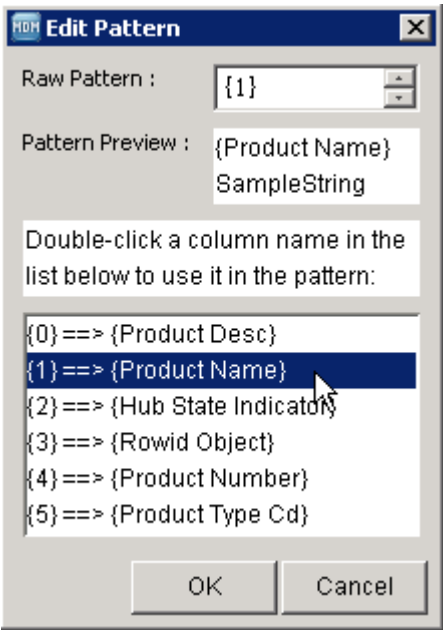 MDM Edit Pattern
Raw Pattern : {1}
Pattern Preview : {Product Name}
SampleString
Double-click a column name in the
list below to use it in the pattern:
{0} ==> {Product Desc}
{1} ==> {Product Name}
{2} ==> {Hub State Indicator}
{3} ==> {Rowid Object}
{4} ==> {Product Number}
{5} ==> {Product Type Cd}
OK Cancel